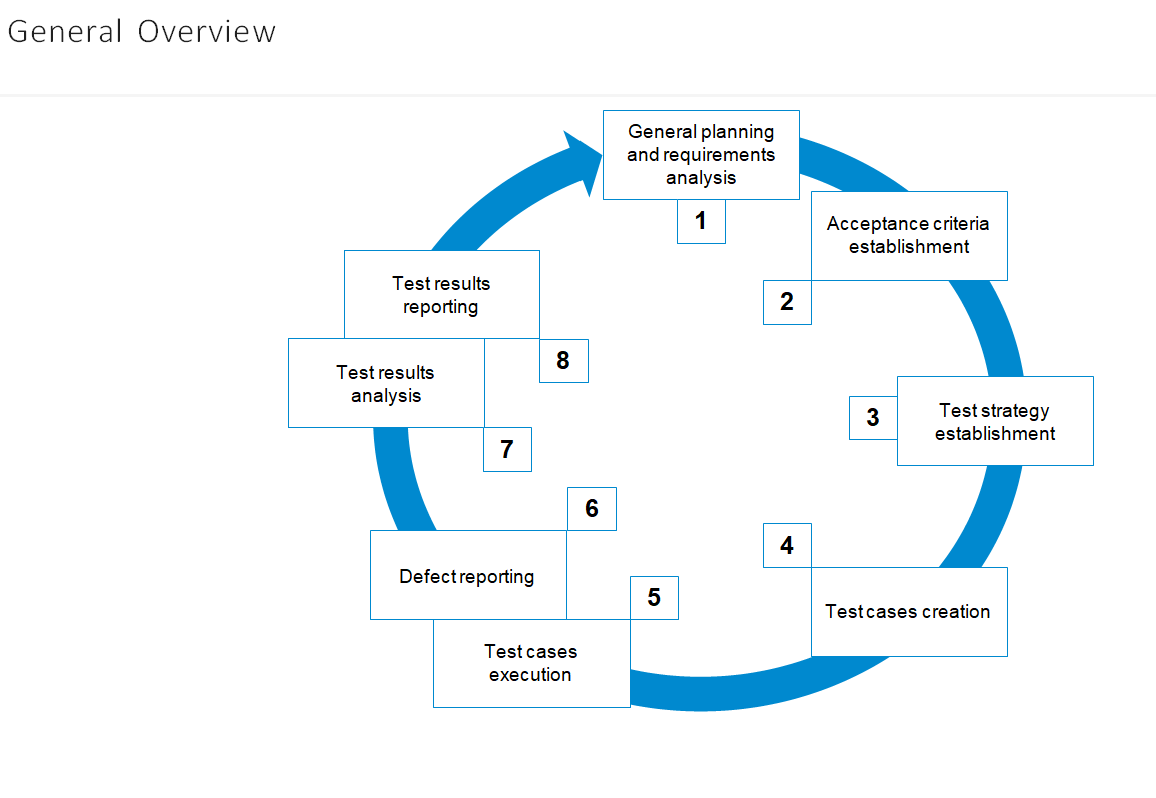 General Overview
General planning
and requirements
analysis
1
Acceptance criteria
establishment
2
Test strategy
establishment
3
Test cases creation
4
Test cases
execution
5
Defect reporting
6
Test results
analysis
7
Test results
reporting
8